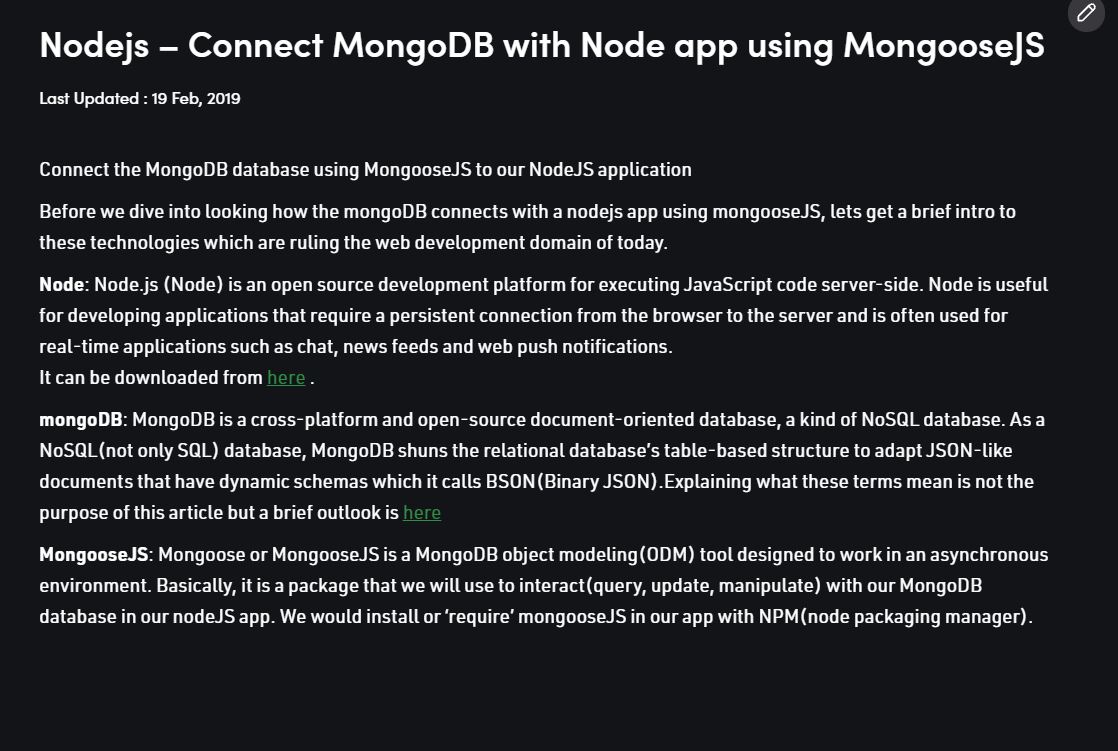 Nodejs – Connect MongoDB with Node app using MongooseJS
Last Updated : 19 Feb, 2019
Connect the MongoDB database using MongooseJS to our NodeJS application
Before we dive into looking how the mongoDB connects with a nodejs app using mongooseJS, lets get a brief intro to
these technologies which are ruling the web development domain of today.
Node: Node.js (Node) is an open source development platform for executing JavaScript code server-side. Node is useful
for developing applications that require a persistent connection from the browser to the server and is often used for
real-time applications such as chat, news feeds and web push notifications.
It can be downloaded from here .
mongoDB: MongoDB is a cross-platform and open-source document-oriented database, a kind of NoSQL database. As a
NoSQL(not only SQL) database, MongoDB shuns the relational database’s table-based structure to adapt JSON-like
documents that have dynamic schemas which it calls BSON(Binary JSON).Explaining what these terms mean is not the
purpose of this article but a brief outlook is here
MongooseJS: Mongoose or MongooseJS is a MongoDB object modeling(ODM) tool designed to work in an asynchronous
environment. Basically, it is a package that we will use to interact(query, update, manipulate) with our MongoDB
database in our nodeJS app. We would install or ‘require’ mongooseJS in our app with NPM(node packaging manager).